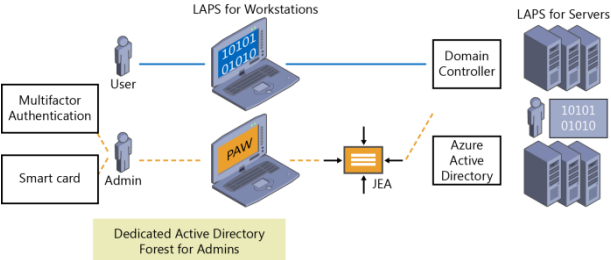 LAPS for Workstations
LAPS for Servers
10101
01010
User
Domain
Controller
Multifactor
Authentication
10101
01010
PAW
Admin
Smart card
JEA
Azure
Active
Directory
Dedicated Active Directory
Forest for Admins